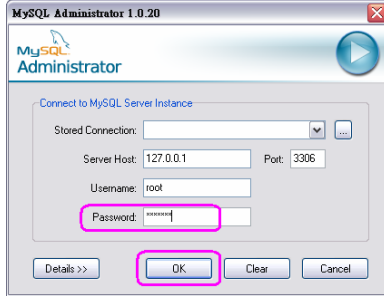 MySQL Administrator 1.0.20
MySQL
Administrator
Connect to MySQL Server Instance
Stored Connection:
...
Server Host: 127.0.0.1 Port: 3306
Username: root
Password: *******
Details >> OK Clear Cancel